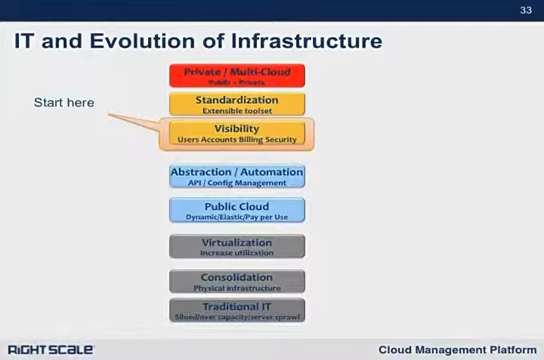 33
IT and Evolution of Infrastructure
Private / Multi-Cloud
Public + Private
Start here
Standardization
Extensible toolset
Visibility
Users Accounts Billing Security
Abstraction / Automation
API / Config Management
Public Cloud
Dynamic/Elastic/Pay per Use
Virtualization
Increase utilization
Consolidation
Physical infrastructure
Traditional IT
Siloed/over capacity/server sprawl
RIGHTSCALE
Cloud Management Platform